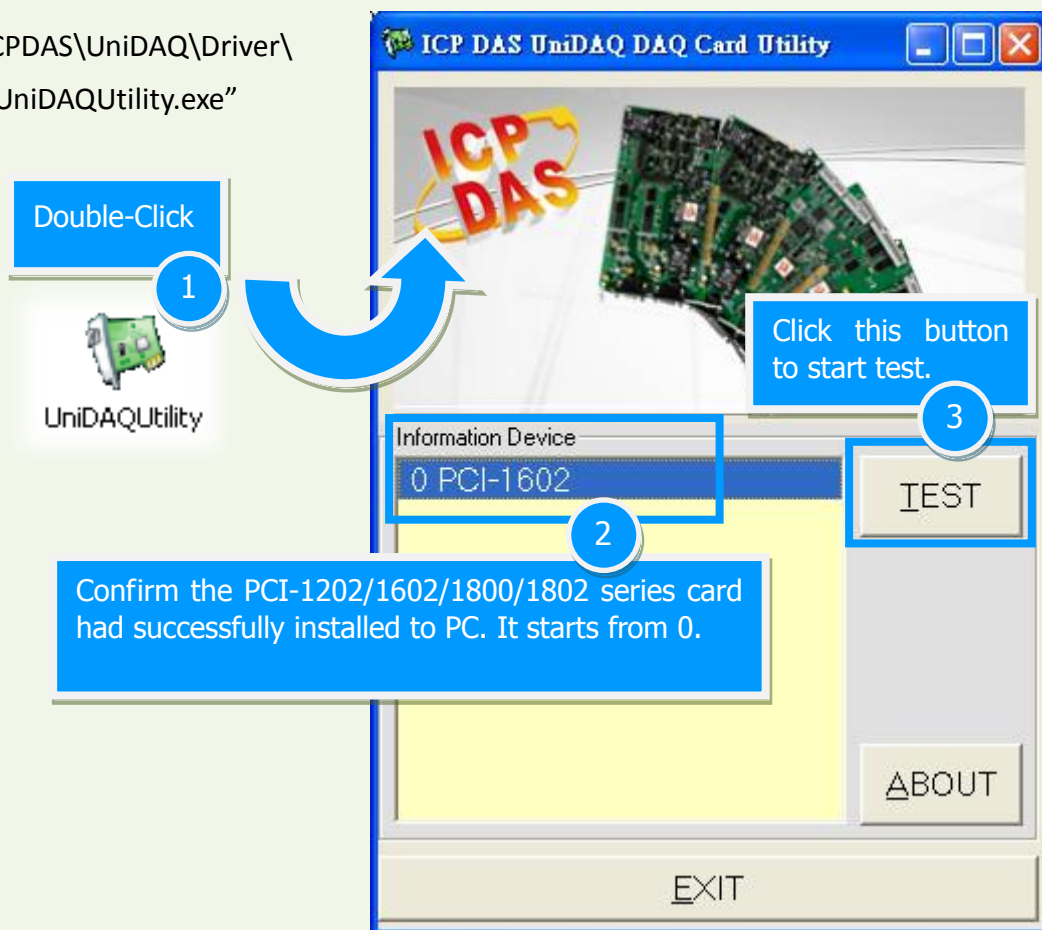 CPDAS\UniDAQ\Driver\
UniDAQUtility.exe"
ICP DAS UniDAQ DAQ Card Utility
ICP
DAS
Double-Click
1
UniDAQUtility
Click this button
to start test.
3
Information Device
0 PCI-1602
TEST
2
Confirm the PCI-1202/1602/1800/1802 series card
had successfully installed to PC. It starts from 0.
ABOUT
EXIT